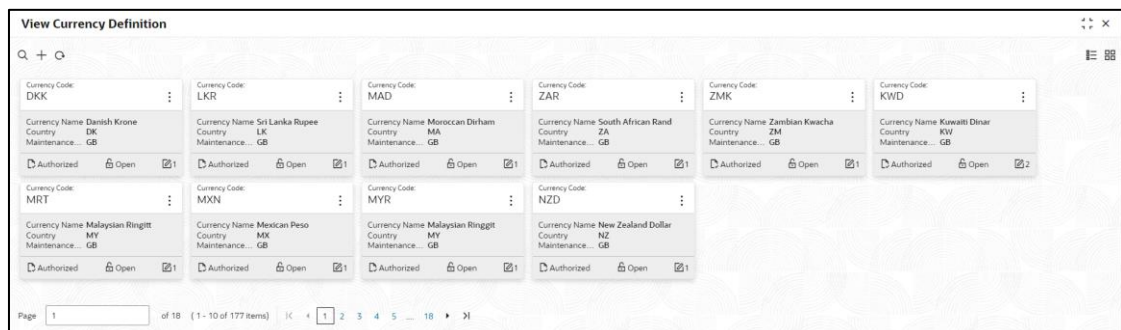 View Currency Definition
Currency Code: Currency Code: Currency Code: Currency Code: Currency Code: Currency Code:
DKK LKR MAD ZAR ZMK KWD
Currency Name Danish Krone Currency Name Sri Lanka Rupee Currency Name Moroccan Dirham Currency Name South African Rand Currency Name Zambian Kwacha Currency Name Kuwaiti Dinar
Country DK Country LK Country MA Country ZA Country ZM Country KW
Maintenance... GB Maintenance... GB Maintenance... GB Maintenance... GB Maintenance... GB Maintenance... GB
Authorized Open 1 Authorized Open 1 Authorized Open 1 Authorized Open 1 Authorized Open 1 Authorized Open 2
Currency Code: Currency Code: Currency Code: Currency Code:
MRT MXN MYR NZD
Currency Name Malaysian Ringitt Currency Name Mexican Peso Currency Name Malaysian Ringgit Currency Name New Zealand Dollar
Country MY Country MX Country MY Country NZ
Maintenance... GB Maintenance... GB Maintenance... GB Maintenance... GB
Authorized Open 1 Authorized Open 1 Authorized Open 1 Authorized Open 1
Page 1 of 18 (1 - 10 of 177 items) 1 2 3 4 5 ... 18